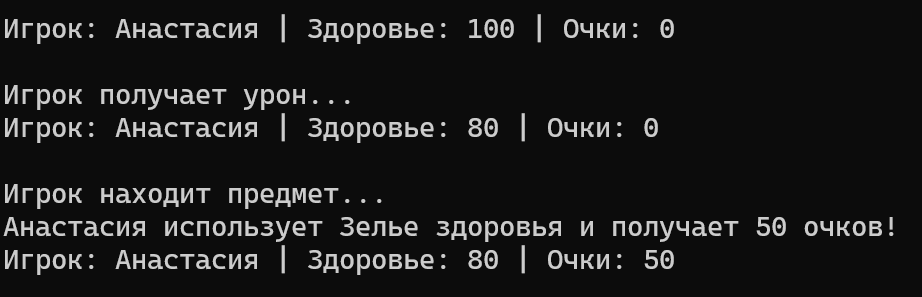 Игрок: Анастасия | Здоровье: 100 | Очки: 0
Игрок получает урон...
Игрок: Анастасия | Здоровье: 80 | Очки: 0
Игрок находит предмет...
Анастасия использует Зелье здоровья и получает 50 очков!
Игрок: Анастасия | Здоровье: 80 | Очки: 50